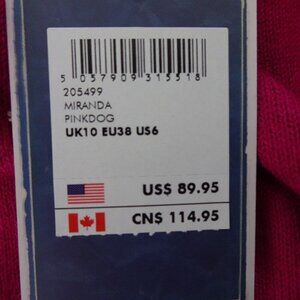 5 057909 315518
205499
MIRANDA
PINKDOG
UK10 EU38 US6
US$ 89.95
CN$ 114.95